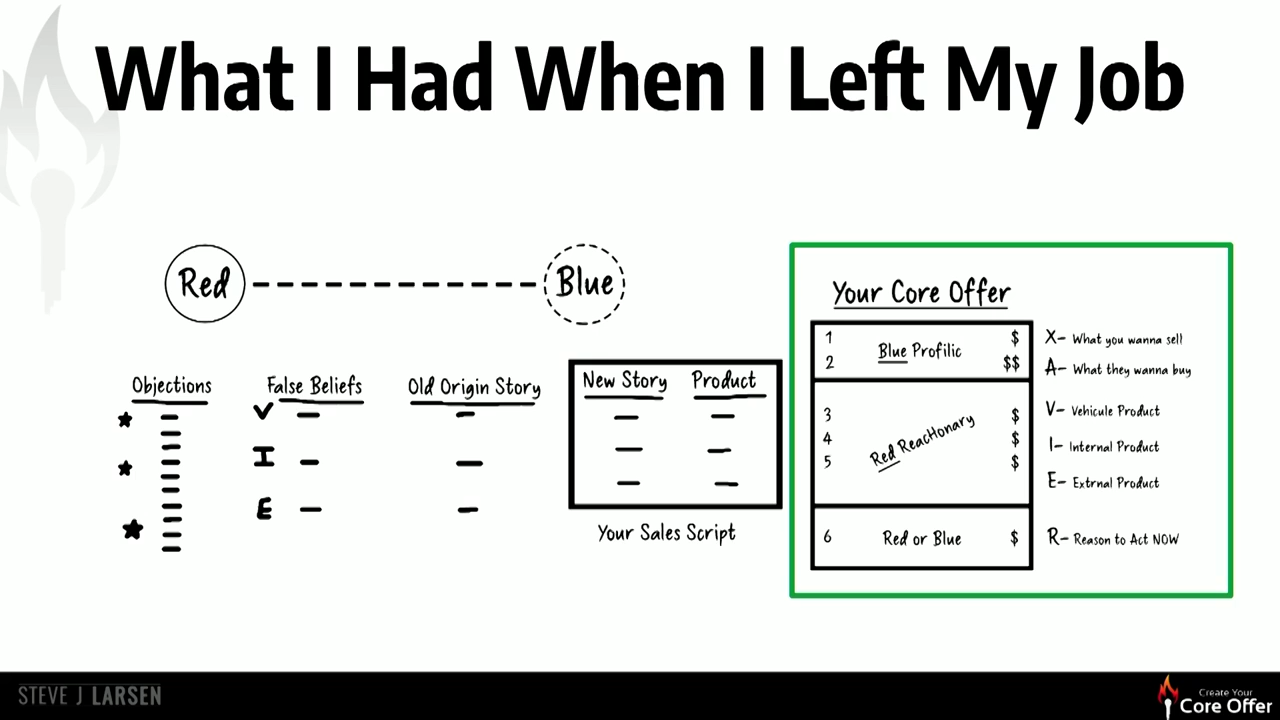 What I Had When I Left My Job
Red
Blue
Objections
False Beliefs
V
I
E
Old Origin Story
New Story
Product
Your Sales Script
Your Core Offer
1 $ X- What you wanna sell
Blue Profilic
2 $$ A- What they wanna buy
3 $ V- Vehicule Product
4 Red Reactionary $ I- Internal Product
5 $ E- Extrnal Product
6 Red or Blue $ R- Reason to Act NOW
STEVE J LARSEN
Create Your
Core Offer